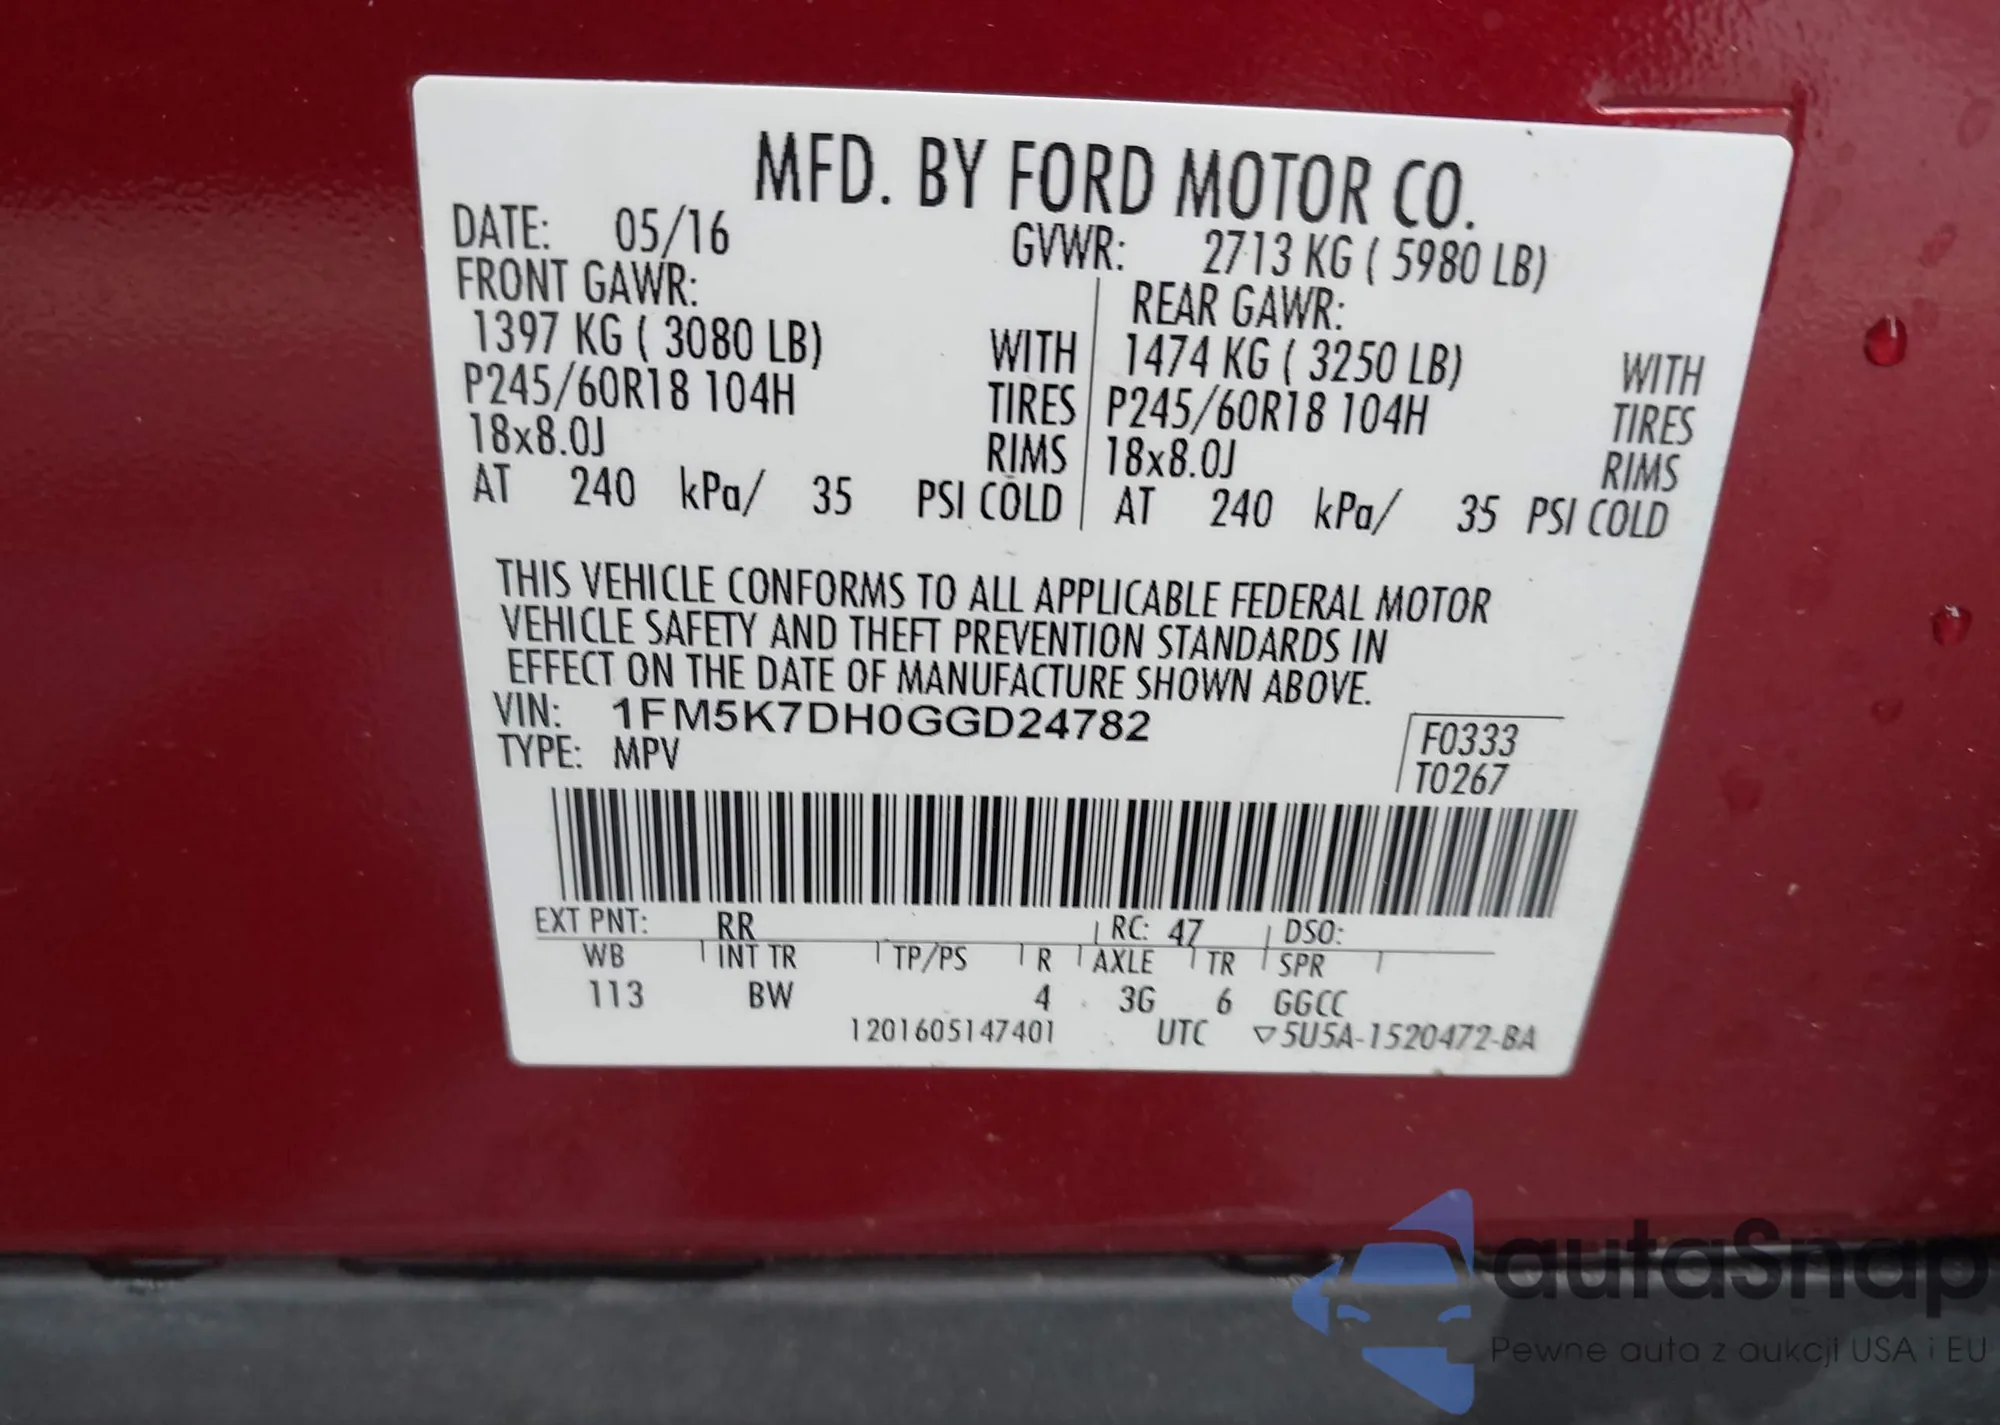 MFD. BY FORD MOTOR CO.
DATE: 05/16 GVWR: 2713 KG ( 5980 LB)
FRONT GAWR: REAR GAWR:
1397 KG ( 3080 LB) WITH 1474 KG ( 3250 LB) WITH
P245/60R18 104H TIRES P245/60R18 104H TIRES
18x8.0J RIMS 18x8.0J RIMS
AT 240 kPa/ 35 PSI COLD AT 240 kPa/ 35 PSI COLD
THIS VEHICLE CONFORMS TO ALL APPLICABLE FEDERAL MOTOR
VEHICLE SAFETY AND THEFT PREVENTION STANDARDS IN
EFFECT ON THE DATE OF MANUFACTURE SHOWN ABOVE.
VIN: 1FM5K7DH0GGD24782
TYPE: MPV
F0333
T0267
EXT PNT: RR RC: 47 DSO:
WB INT TR TP/PS R AXLE TR SPR
113 BW 4 3G 6 GGCC
1201605147401 UTC ▽5U5A-1520472-BA
autaSnap
Pewne auta z aukcji USA i EU